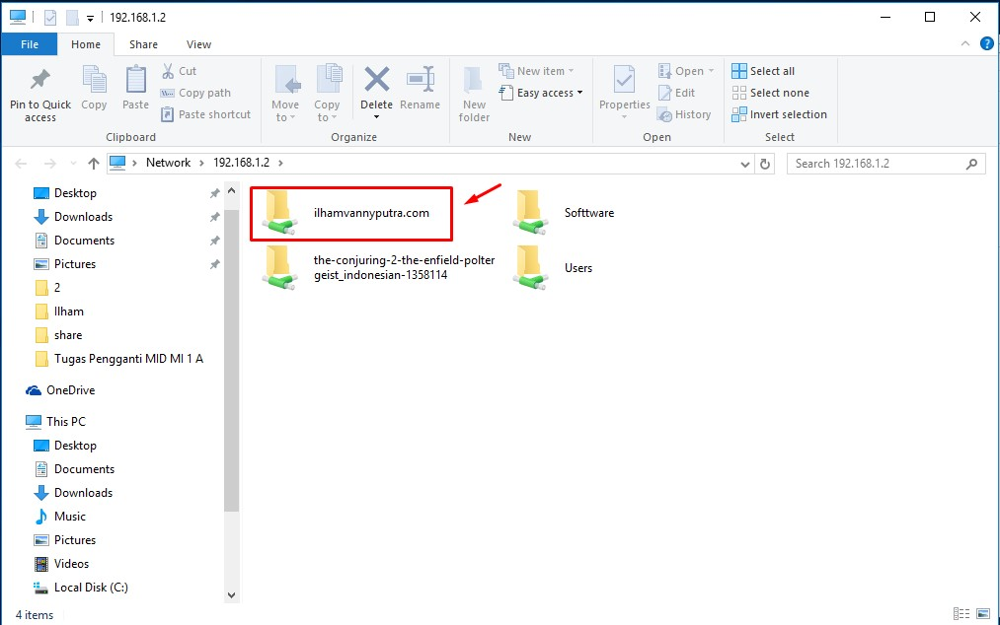 192.168.1.2
File Home Share View
Pin to Quick access
Copy
Paste
Cut
Copy path
Paste shortcut
Clipboard
Move to
Copy to
Delete
Rename
Organize
New folder
New item
Easy access
New
Properties
Open
Edit
History
Open
Select all
Select none
Invert selection
Select
Network 192.168.1.2
Search 192.168.1.2
Desktop
Downloads
Documents
Pictures
2
Ilham
share
Tugas Pengganti MID MI 1 A
OneDrive
This PC
Desktop
Documents
Downloads
Music
Pictures
Videos
Local Disk (C:)
ilhamvannyputra.com
Softtware
the-conjuring-2-the-enfield-polter
geist_indonesian-1358114
Users
4 items